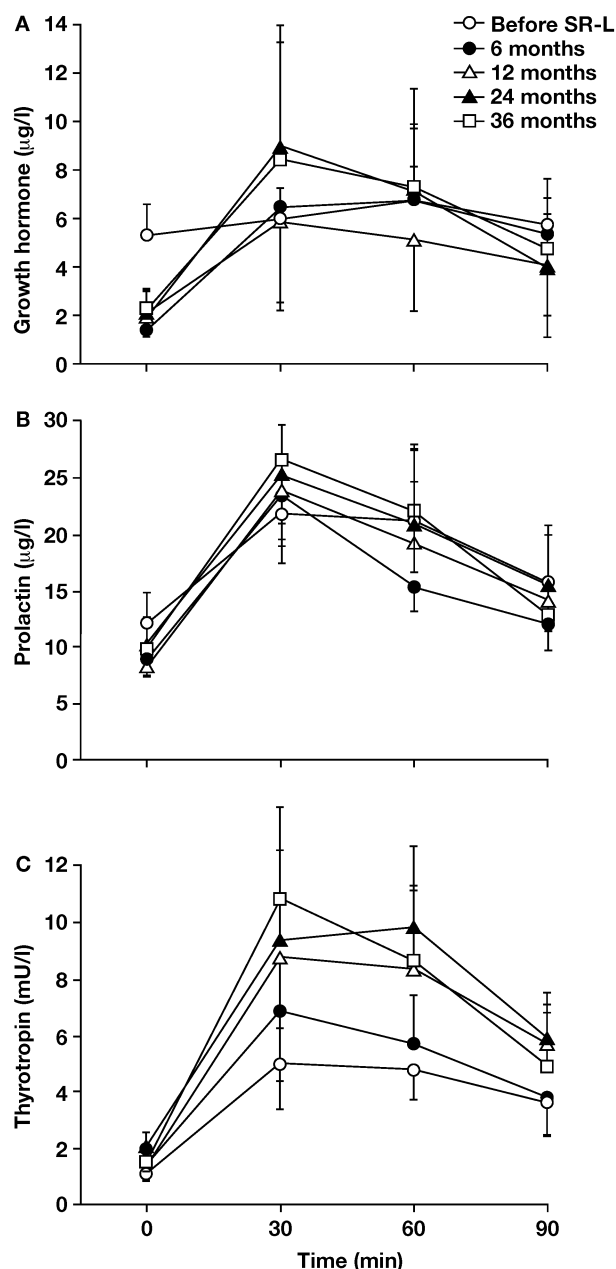 A
14
12
10
8
6
4
2
0
Growth hormone (µg/l)
Before SR-L
6 months
12 months
24 months
36 months
B
30
25
20
15
10
5
0
Prolactin (µg/l)
C
12
10
8
6
4
2
0
Thyrotropin (mU/l)
0 30 60 90
Time (min)